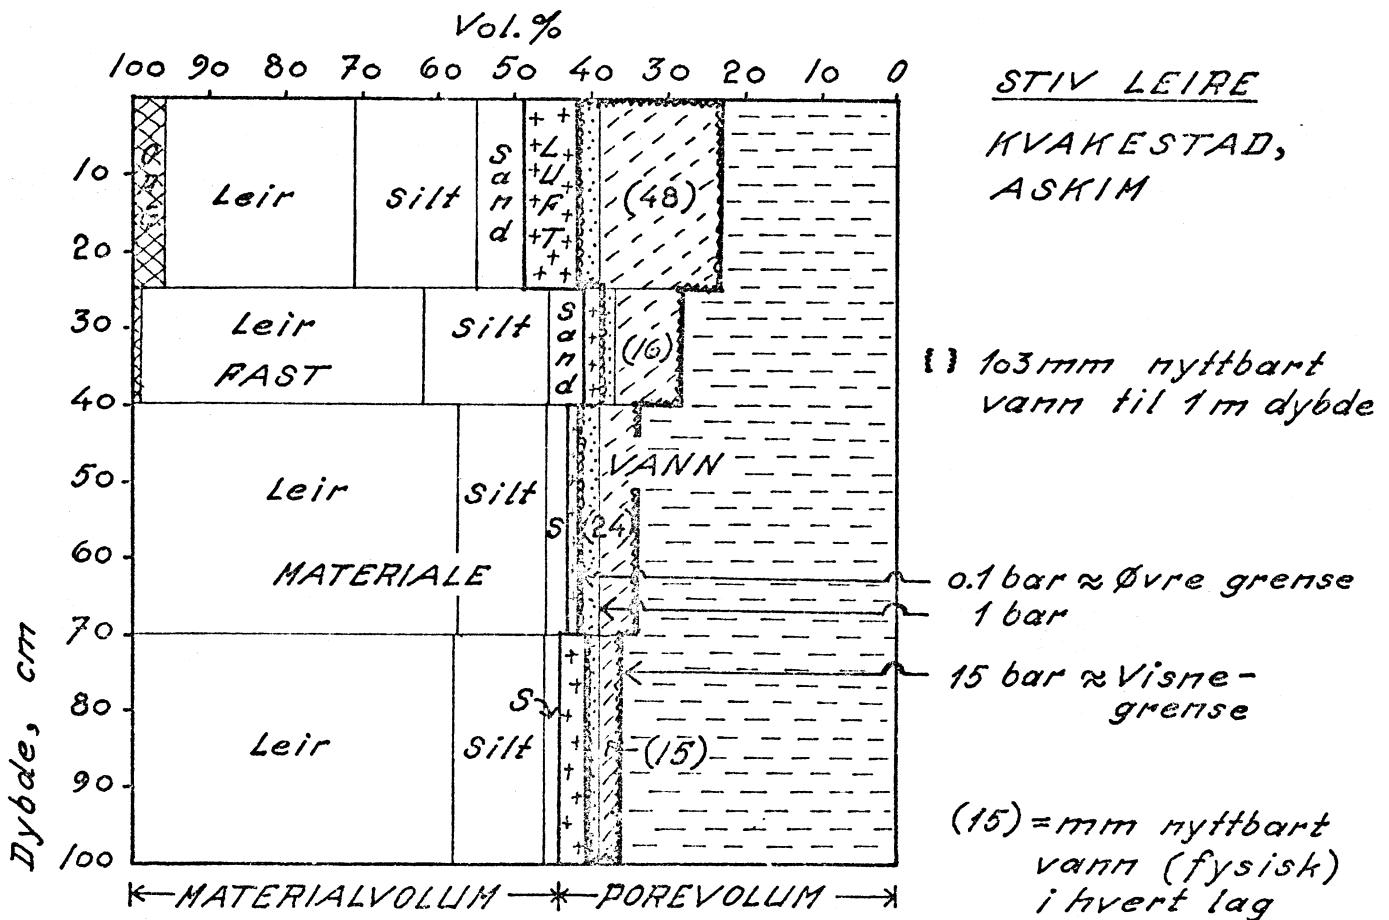 Vol.%
100 90 80 70 60 50 40 30 20 10 0
STIV LEIRE
KVAKESTAD,
ASKIM
10
20
30
40
50
60
70
80
90
100
Dybde, cm
Leir
Silt
Sand
LUFT
(48)
Leir
FAST
Silt
Sand
(16)
Leir
Silt
S
(24)
VANN
MATERIALE
Leir
Silt
S
(15)
103 mm nyttbart
vann til 1 m dybde
0.1 bar ≈ Øvre grense
1 bar
15 bar ≈ Visne-
grense
(15) = mm nyttbart
vann (fysisk)
i hvert lag
MATERIALVOLUM
POREVOLUM